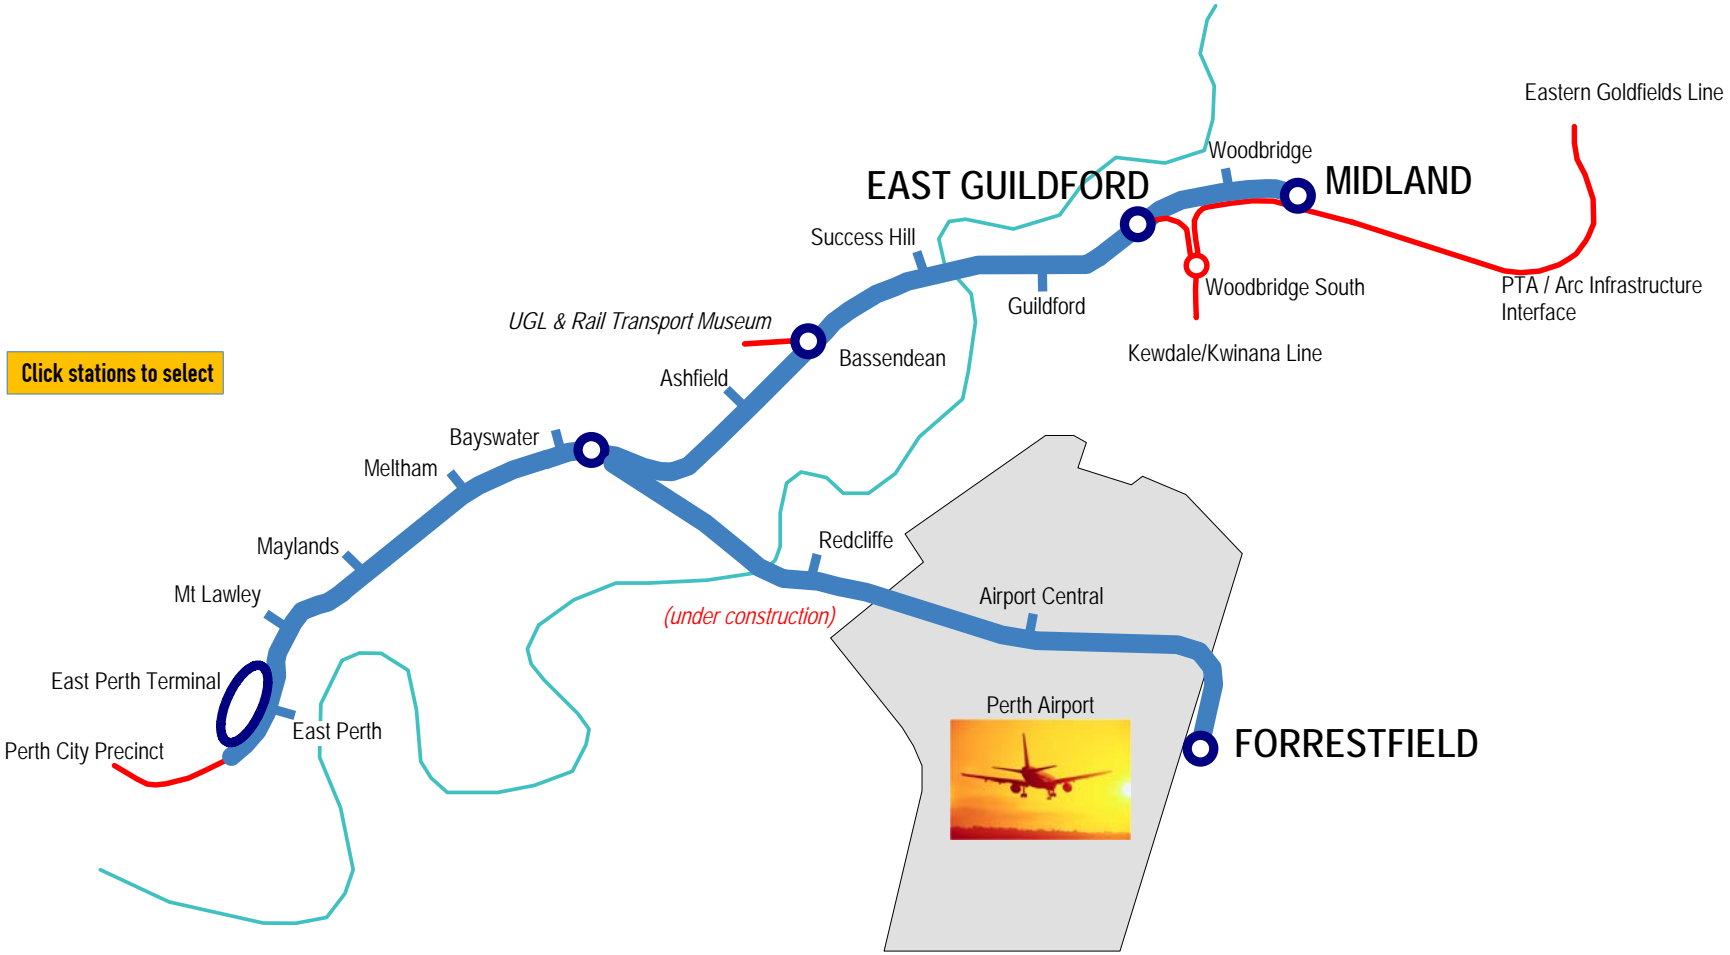 Eastern Goldfields Line
Woodbridge
EAST GUILDFORD
MIDLAND
Success Hill
Woodbridge South
PTA / Arc Infrastructure
Interface
Guildford
UGL & Rail Transport Museum
Bassendean
Kewdale/Kwinana Line
Click stations to select
Ashfield
Bayswater
Meltham
Redcliffe
Maylands
Mt Lawley
Airport Central
(under construction)
East Perth Terminal
Perth Airport
East Perth
Perth City Precinct
FORRESTFIELD